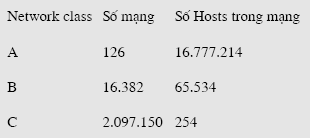 Network class Số mạng Số Hosts trong mạng
A 126 16.777.214
B 16.382 65.534
C 2.097.150 254